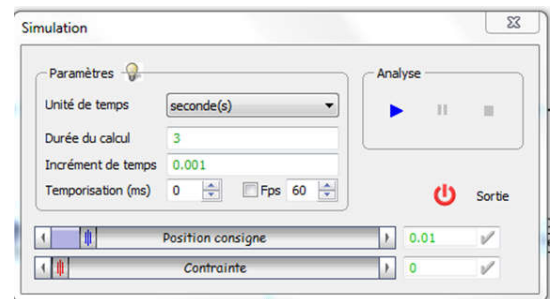 Simulation
Paramètres
Analyse
Unité de temps seconde(s)
Durée du calcul 3
Incrément de temps 0.001
Temporisation (ms) 0 Fps 60
Sortie
Position consigne 0.01
Contrainte 0